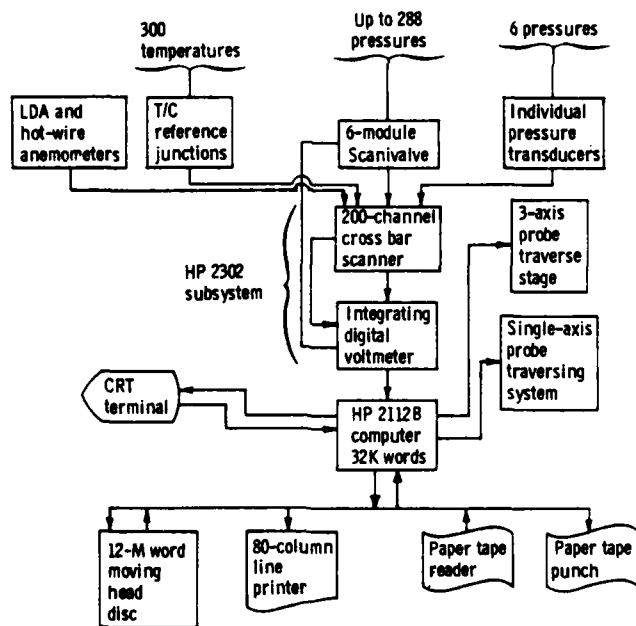 300
temperatures
Up to 288
pressures
6 pressures
LDA and
hot-wire
anemometers
T/C
reference
junctions
6-module
Scanivalve
Individual
pressure
transducers
200-channel
cross bar
scanner
3-axis
probe
traverse
stage
HP 2302
subsystem
Integrating
digital
voltmeter
Single-axis
probe
traversing
system
CRT
terminal
HP 2112B
computer
32K words
12-M word
moving
head
disc
80-column
line
printer
Paper tape
reader
Paper tape
punch